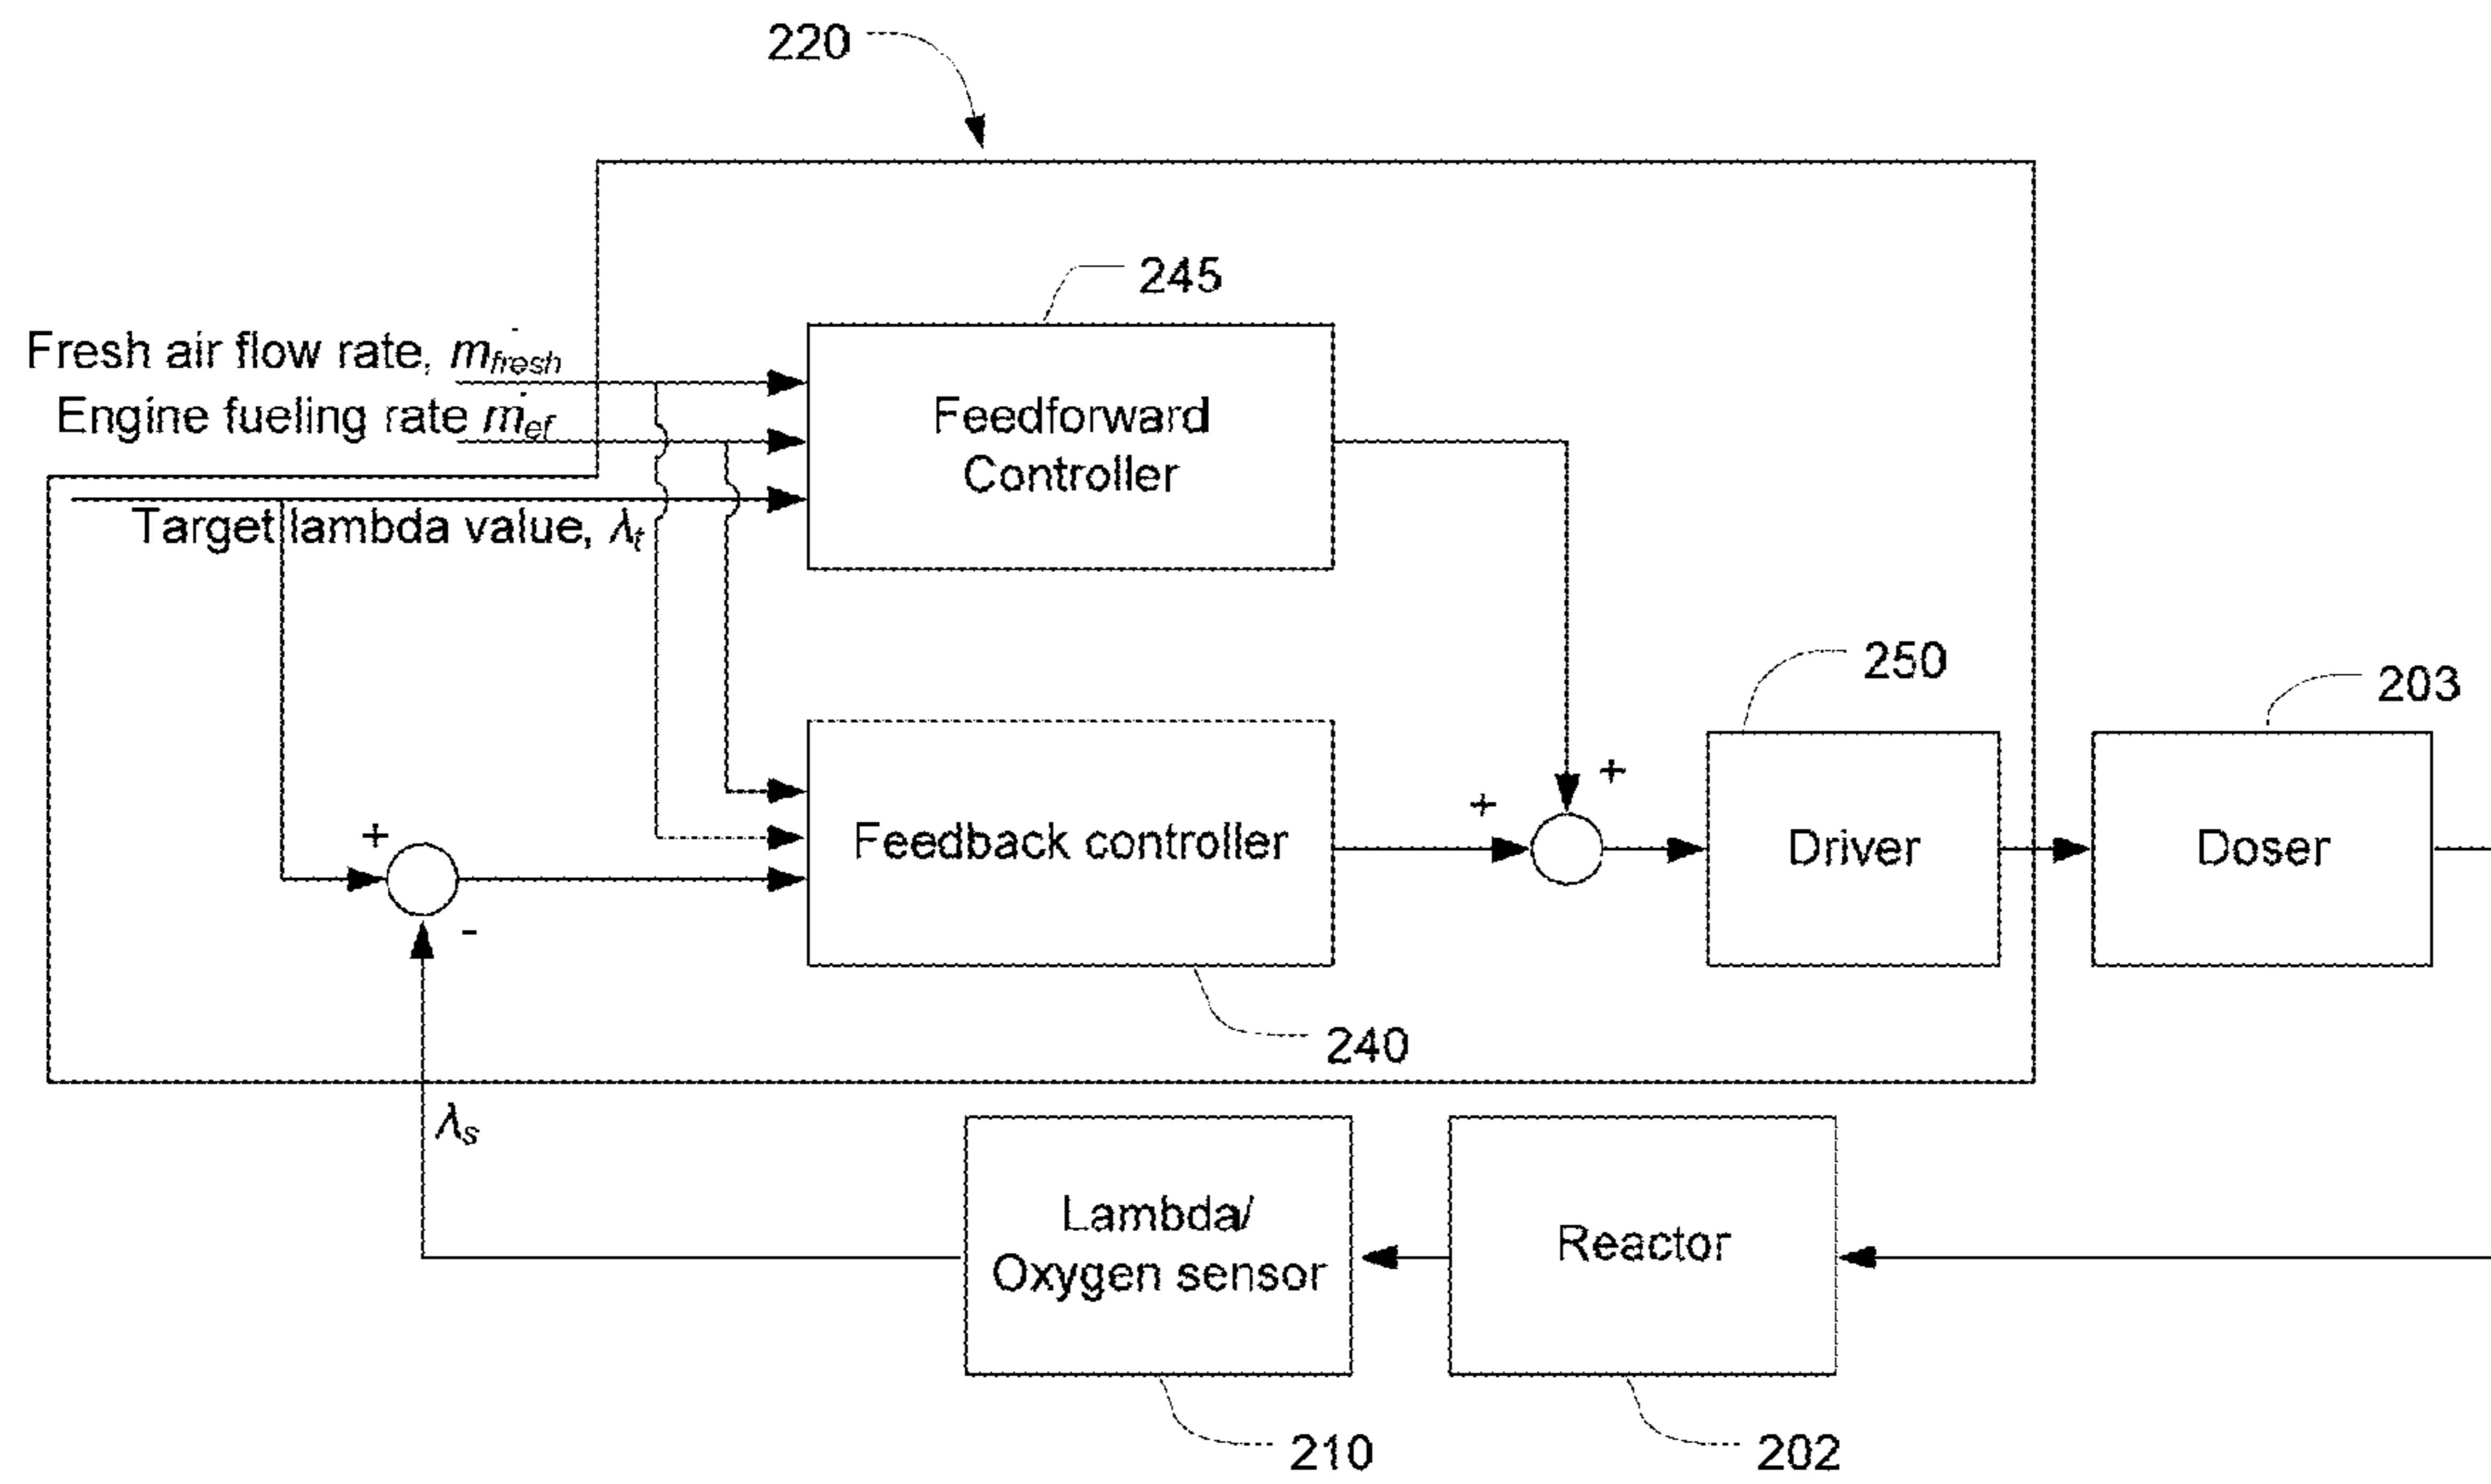 220
245
Fresh air flow rate, ṁfresh
Engine fueling rate ṁef
Feedforward
Controller
Target lambda value, λt
250
203
+
+
+
Feedback controller
Driver
Doser
-
240
λs
Lambda/
Oxygen sensor
Reactor
210
202